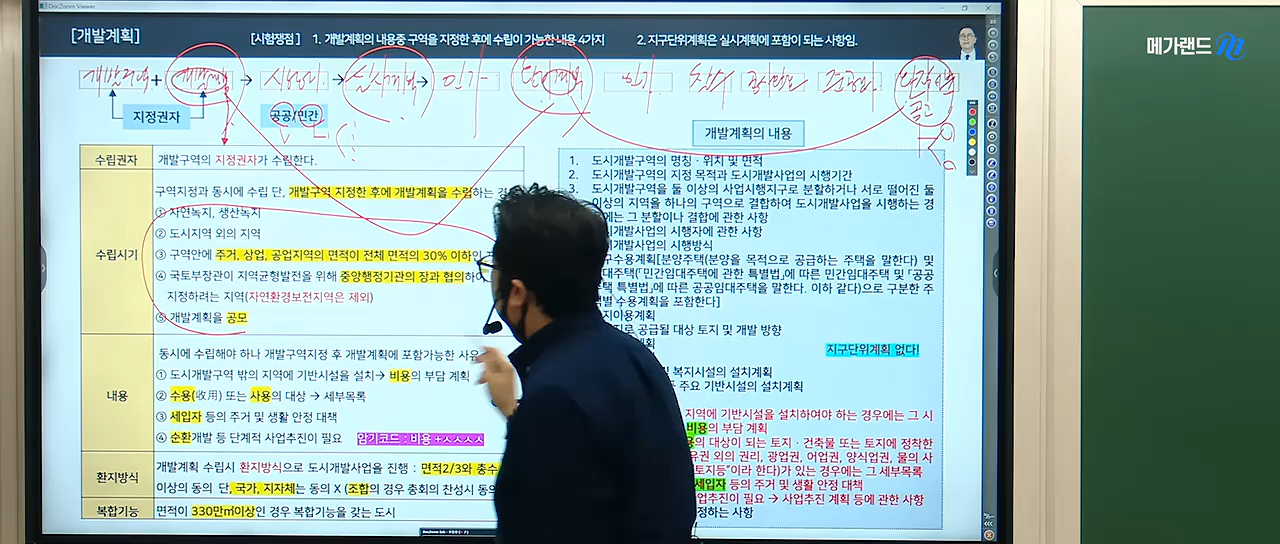 DocZoom Viewer
[개발계획]
[시험쟁점] 1. 개발계획의 내용중 구역을 지정한 후에 수립이 가능한 내용 4가지 2. 지구단위계획은 실시계획에 포함이 되는 사항임.
메가랜드
개발구역 + 개발계획 → 시행자 → 실시계획 → 인가
지정권자
공공/민간
개발계획의 내용
수립권자
개발구역의 지정권자가 수립한다.
수립시기
구역지정과 동시에 수립 단, 개발구역 지정한 후에 개발계획을 수립하는 경
① 자연녹지, 생산녹지
② 도시지역 외의 지역
③ 구역안에 주거, 상업, 공업지역의 면적이 전체 면적의 30% 이하인
④ 국토부장관이 지역균형발전을 위해 중앙행정기관의 장과 협의하여
지정하려는 지역(자연환경보전지역은 제외)
⑤ 개발계획을 공모
내용
동시에 수립해야 하나 개발구역지정 후 개발계획에 포함가능한 사유
① 도시개발구역 밖의 지역에 기반시설을 설치→ 비용의 부담 계획
② 수용(收用) 또는 사용의 대상 → 세부목록
③ 세입자 등의 주거 및 생활 안정 대책
④ 순환개발 등 단계적 사업추진이 필요 암기코드 : 비용 +ㅅㅅㅅㅅ
환지방식
개발계획 수립시 환지방식으로 도시개발사업을 진행 : 면적2/3와 총수
이상의 동의 단, 국가, 지자체는 동의 X (조합의 경우 총회의 찬성시 동의
복합기능
면적이 330만㎡이상인 경우 복합기능을 갖는 도시
1. 도시개발구역의 명칭ㆍ위치 및 면적
2. 도시개발구역의 지정 목적과 도시개발사업의 시행기간
3. 도시개발구역을 둘 이상의 사업시행지구로 분할하거나 서로 떨어진 둘
이상의 지역을 하나의 구역으로 결합하여 도시개발사업을 시행하는 경
에는 그 분할이나 결합에 관한 사항
시개발사업의 시행자에 관한 사항
시개발사업의 시행방식
구수용계획[분양주택(분양을 목적으로 공급하는 주택을 말한다) 및
대주택(「민간임대주택에 관한 특별법」에 따른 민간임대주택 및 「공공
택 특별법」에 따른 공공임대주택을 말한다. 이하 같다)으로 구분한 주
별 수용계획을 포함한다]
지이용계획
지로 공급될 대상 토지 및 개발 방향
계획
지구단위계획 없다!
및 복지시설의 설치계획
등 주요 기반시설의 설치계획
지역에 기반시설을 설치하여야 하는 경우에는 그 시
비용의 부담 계획
용의 대상이 되는 토지ㆍ건축물 또는 토지에 정착한
유권 외의 권리, 광업권, 어업권, 양식업권, 물의 사
토지등"이라 한다)가 있는 경우에는 그 세부목록
세입자 등의 주거 및 생활 안정 대책
사업추진이 필요 → 사업추진 계획 등에 관한 사항
정하는 사항